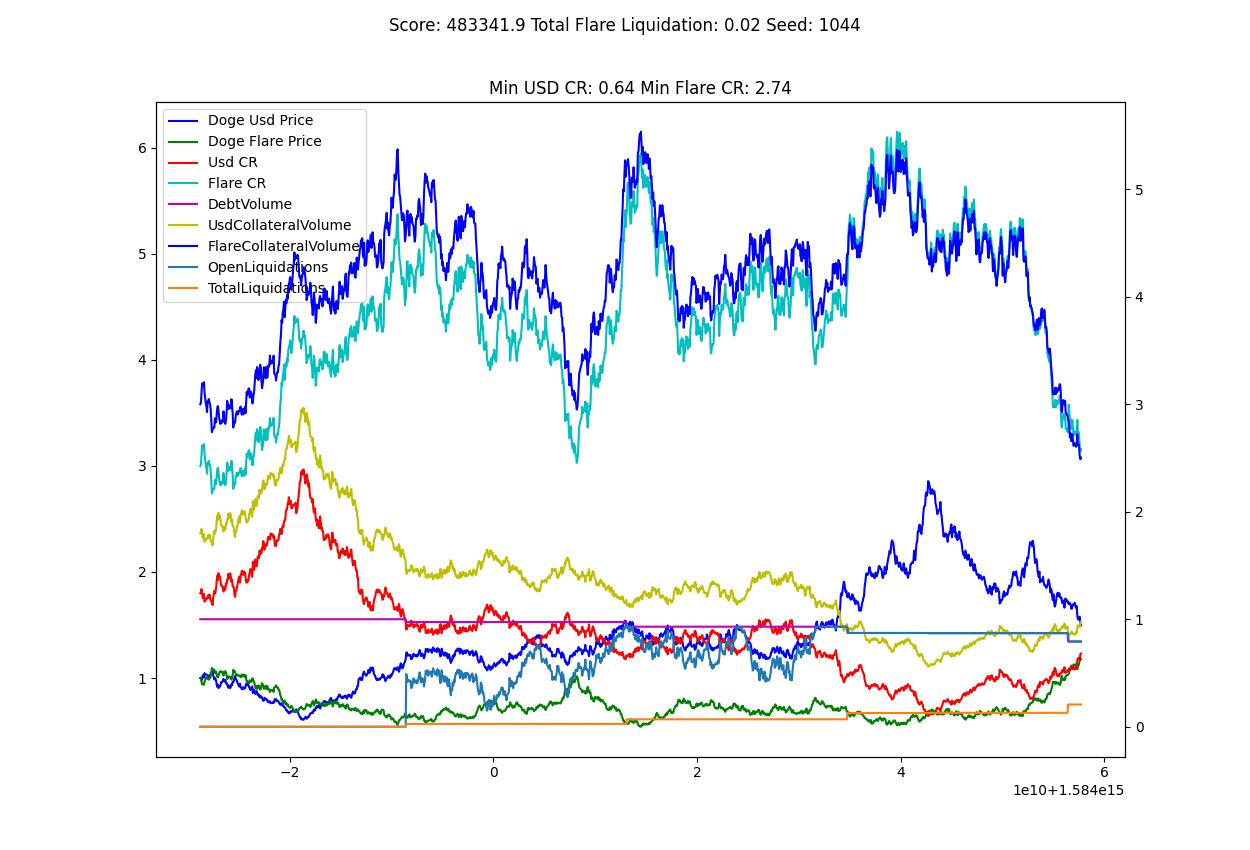 Score: 483341.9 Total Flare Liquidation: 0.02 Seed: 1044
Min USD CR: 0.64 Min Flare CR: 2.74
Doge Usd Price
Doge Flare Price
Usd CR
Flare CR
DebtVolume
UsdCollateralVolume
FlareCollateralVolume
OpenLiquidations
TotalLiquidations
6
5
4
3
2
1
5
4
3
2
1
0
−2
0
2
4
6
1e10+1.584e15